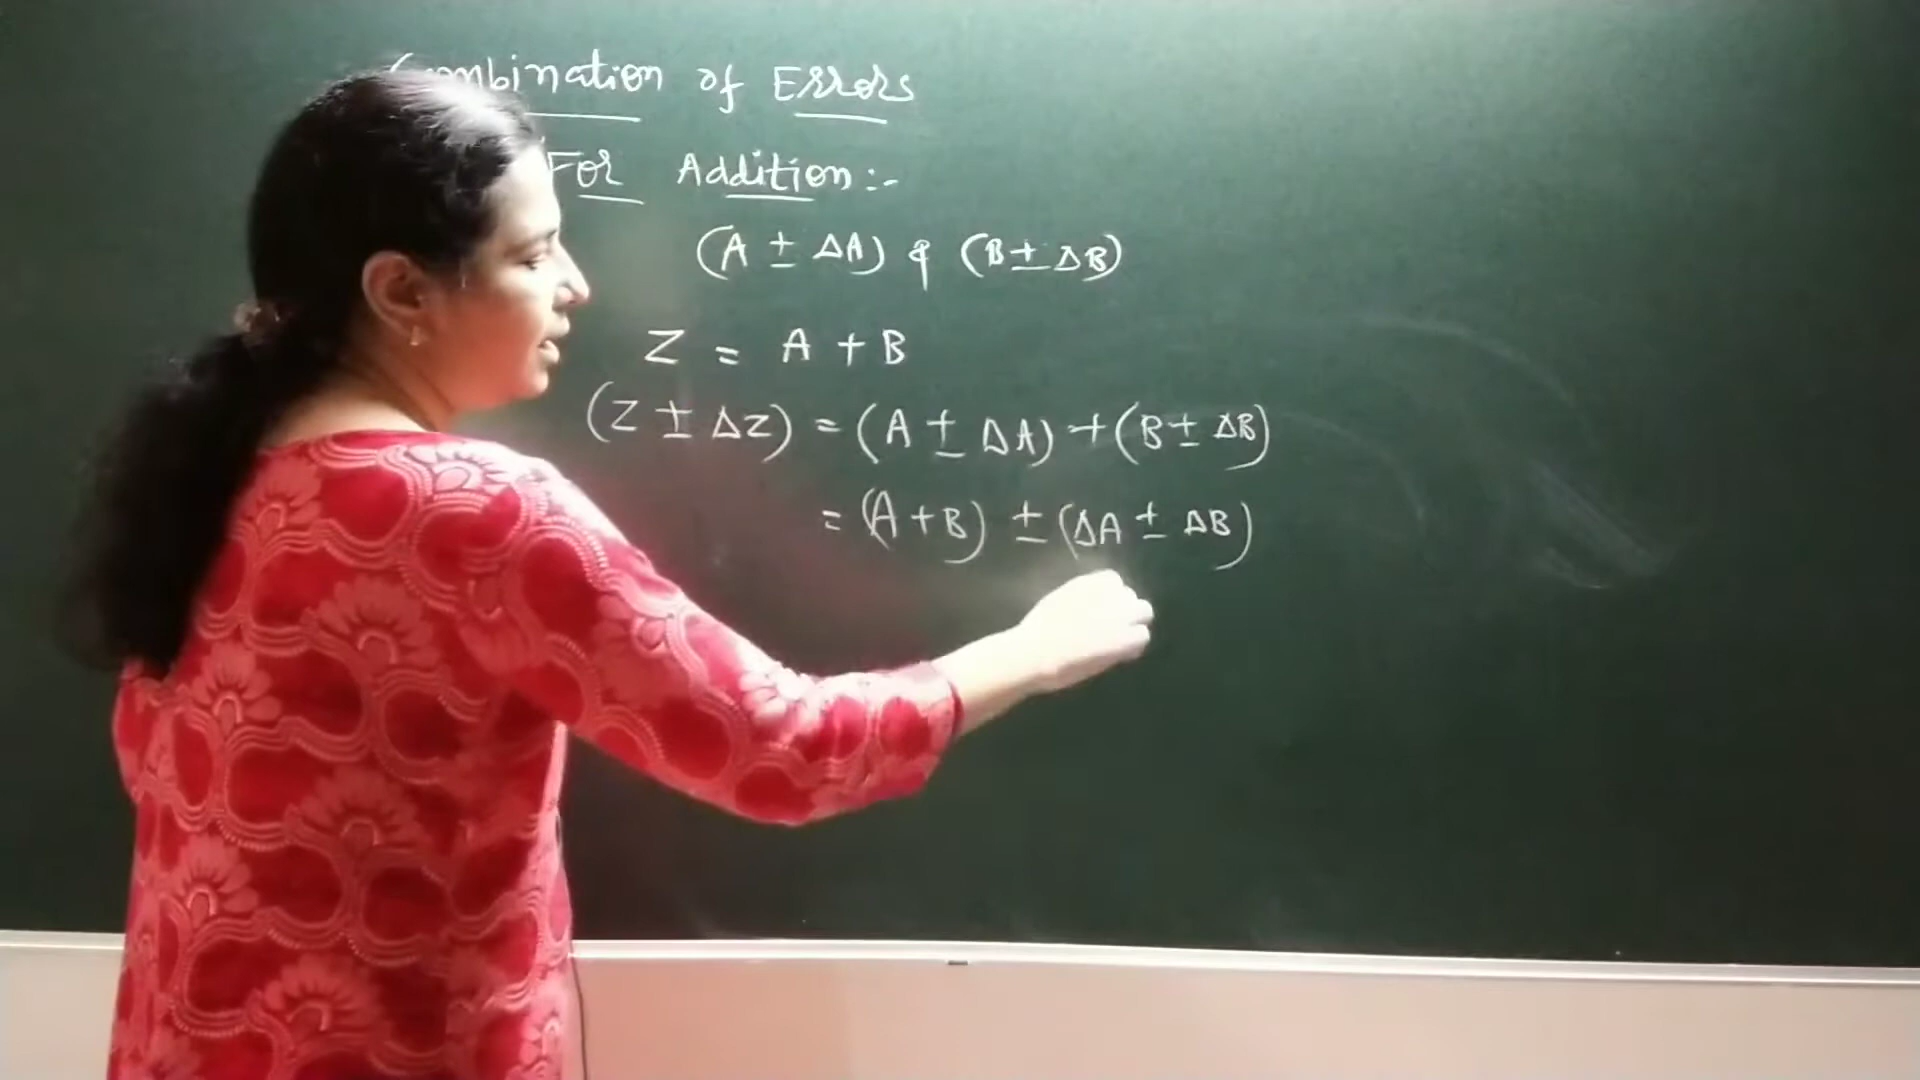 Combination of Errors
For Addition :-
(A ± ΔA) & (B ± ΔB)
Z = A + B
(Z ± ΔZ) = (A ± ΔA) + (B ± ΔB)
= (A + B) ± (ΔA ± ΔB)